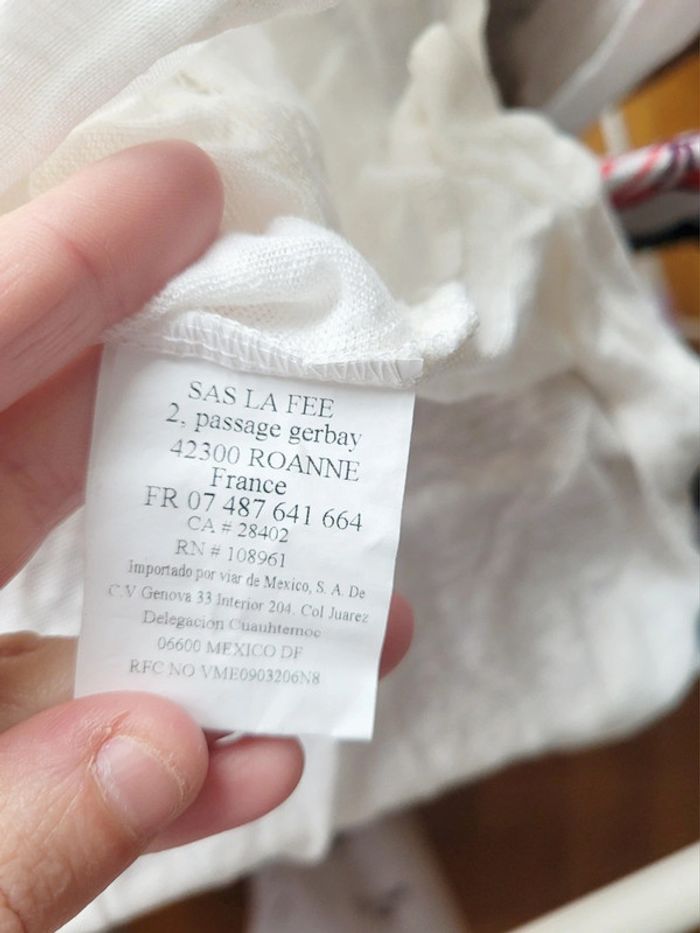 SAS LA FEE
2, passage gerbay
42300 ROANNE
France
FR 07 487 641 664
CA # 28402
RN # 108961
Importado por viar de Mexico, S. A. De
C.V Genova 33 Interior 204. Col Juarez
Delegacion Cuauhtemoc
06600 MEXICO DF
RFC NO VME0903206N8